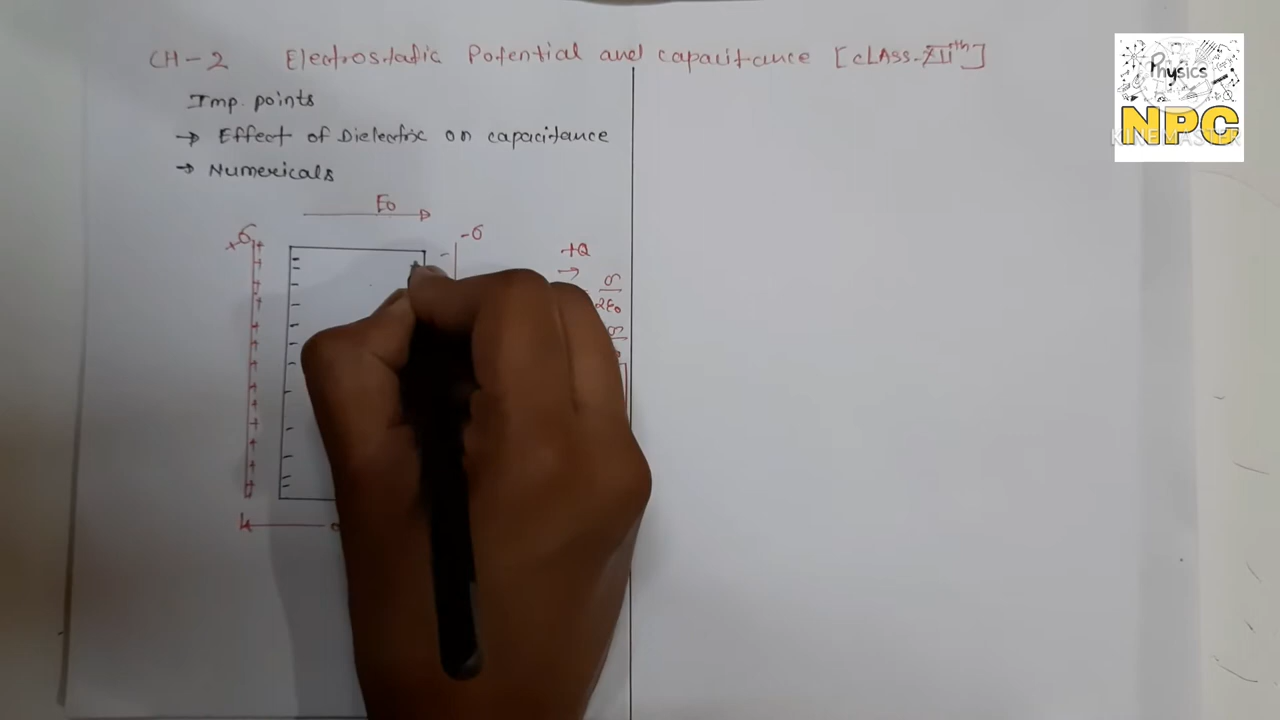 CH-2 Electrostatic Potential and capacitance [CLASS-XIIth]
Imp. points
→ Effect of Dielectric on capacitance
→ Numericals
E0
+σ
-σ
+Q
→
σ
2ε0
σ
Physics
NPC
KINEMASTER